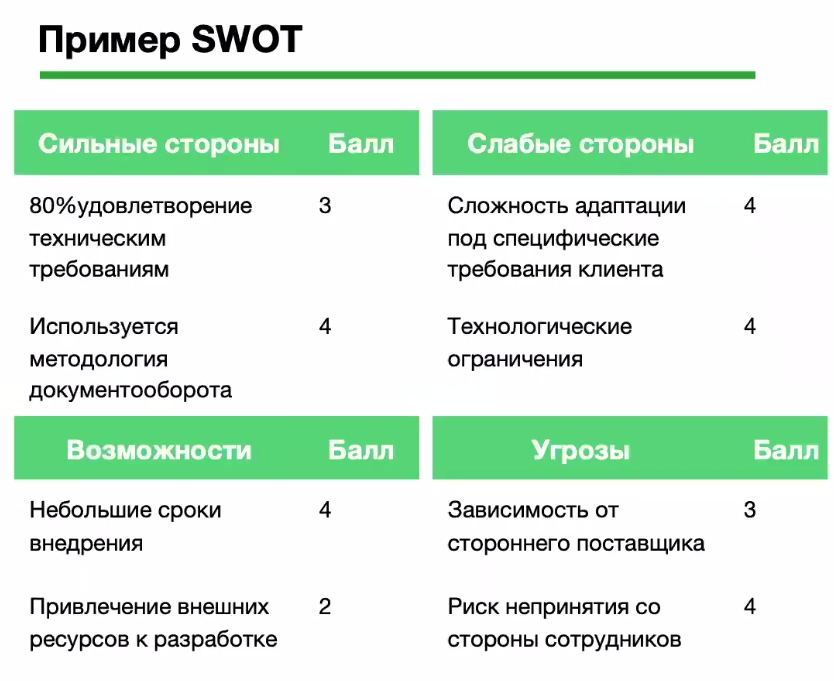 Пример SWOT
Сильные стороны Балл
80%удовлетворение 3
техническим
требованиям
Используется 4
методология
документооборота
Слабые стороны Балл
Сложность адаптации 4
под специфические
требования клиента
Технологические 4
ограничения
Возможности Балл
Небольшие сроки 4
внедрения
Привлечение внешних 2
ресурсов к разработке
Угрозы Балл
Зависимость от 3
стороннего поставщика
Риск непринятия со 4
стороны сотрудников